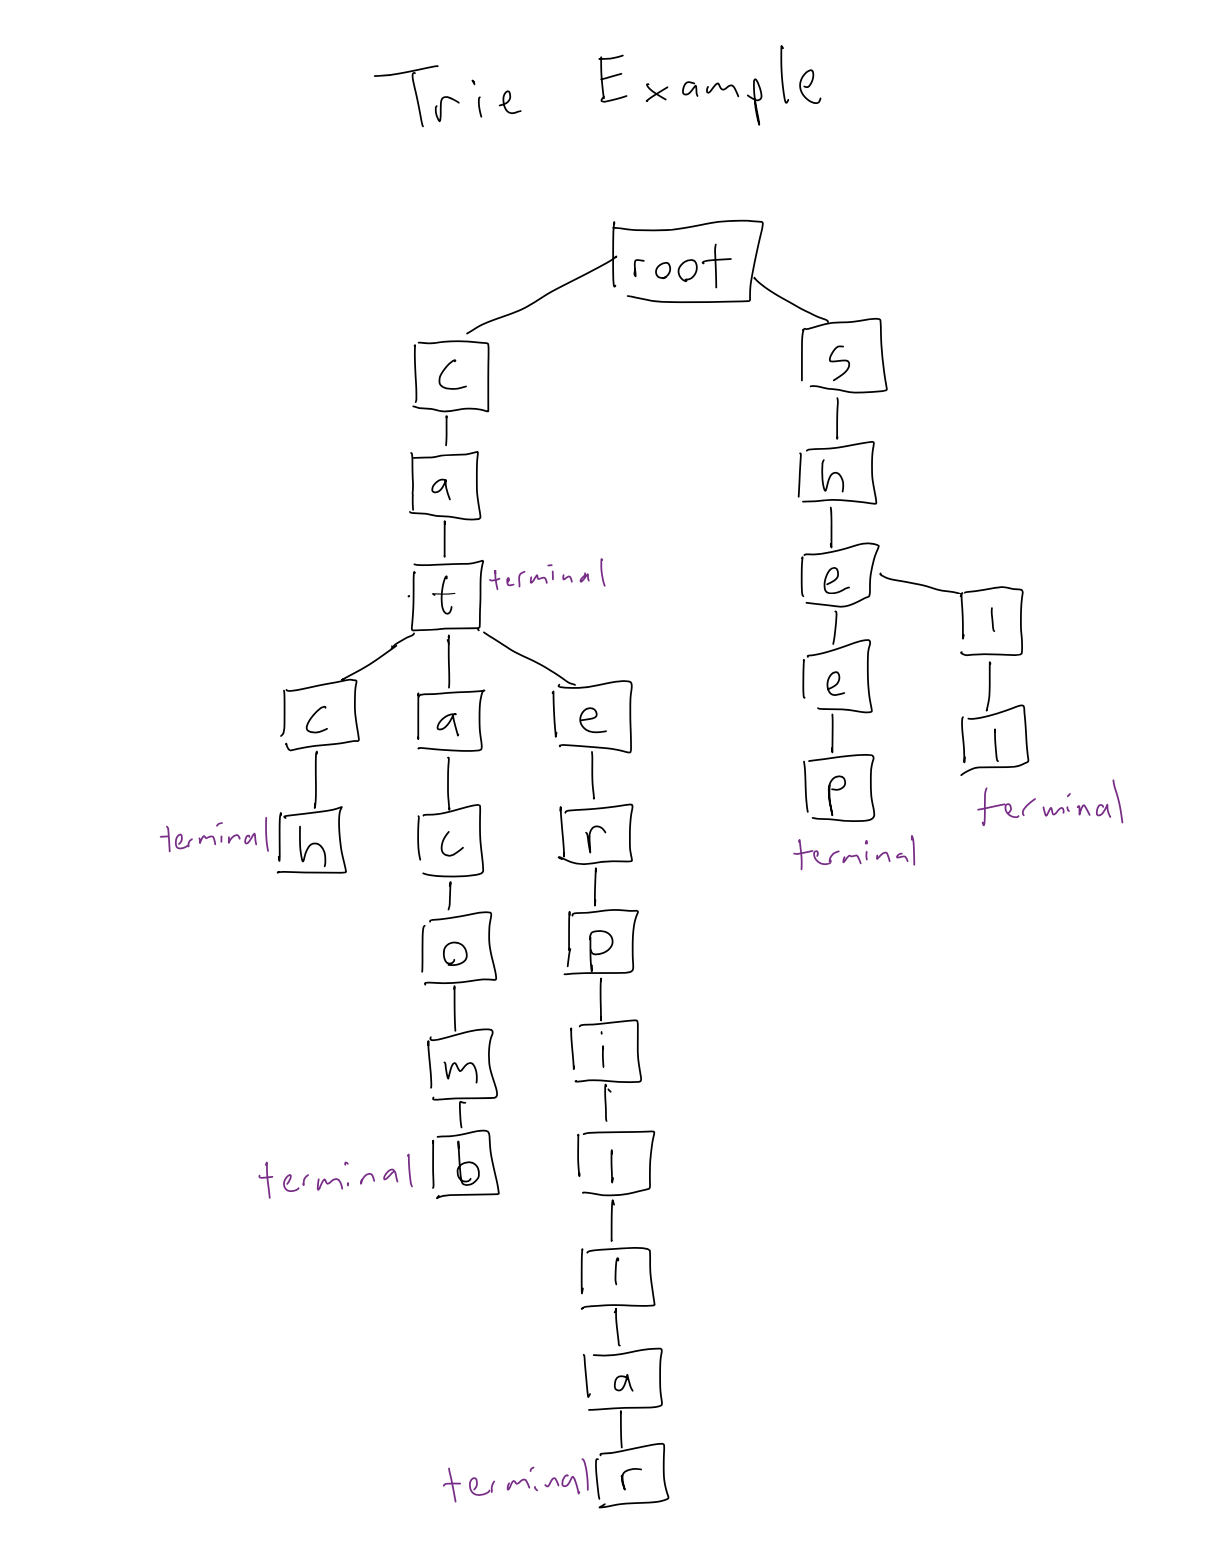 Trie Example
root
c s
a h
t terminal e l
c a e e l
h terminal c r p terminal
o p terminal
m i
b terminal l
l
a
r terminal